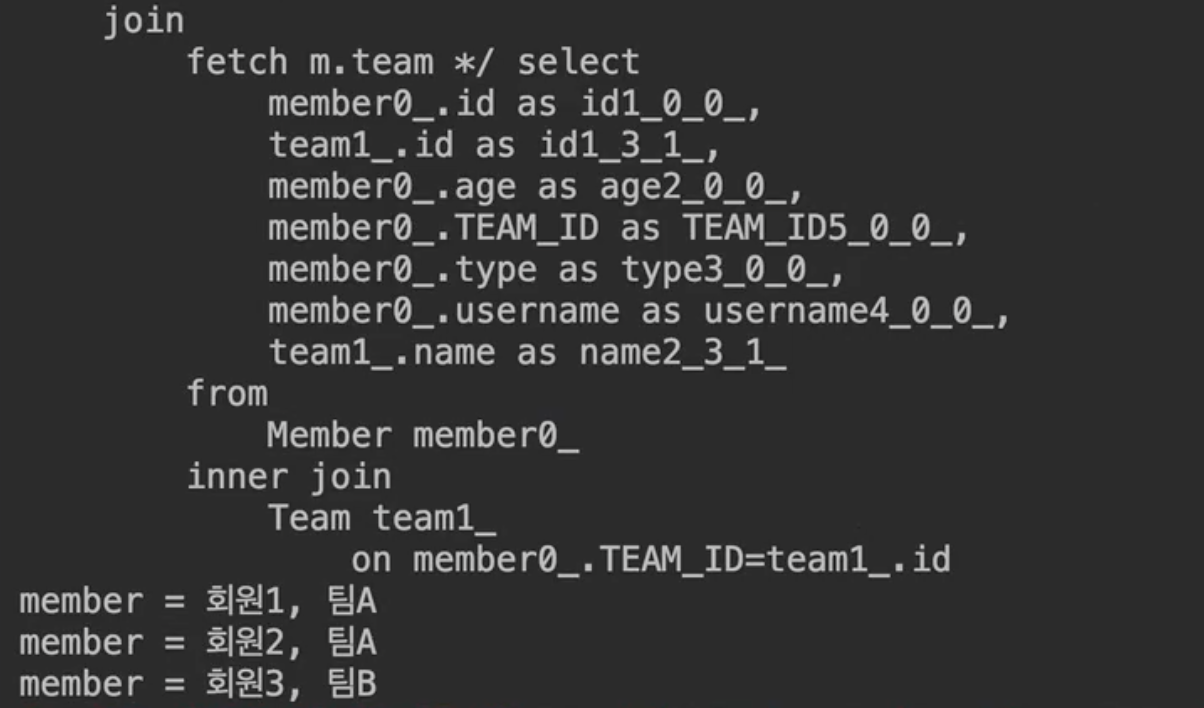 join
fetch m.team */ select
member0_.id as id1_0_0_,
team1_.id as id1_3_1_,
member0_.age as age2_0_0_,
member0_.TEAM_ID as TEAM_ID5_0_0_,
member0_.type as type3_0_0_,
member0_.username as username4_0_0_,
team1_.name as name2_3_1_
from
Member member0_
inner join
Team team1_
on member0_.TEAM_ID=team1_.id
member = 회원1, 팀A
member = 회원2, 팀A
member = 회원3, 팀B